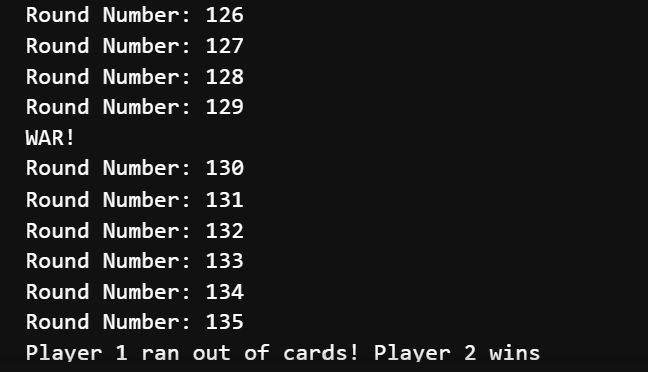 Round Number: 126
Round Number: 127
Round Number: 128
Round Number: 129
WAR!
Round Number: 130
Round Number: 131
Round Number: 132
Round Number: 133
Round Number: 134
Round Number: 135
Player 1 ran out of cards! Player 2 wins